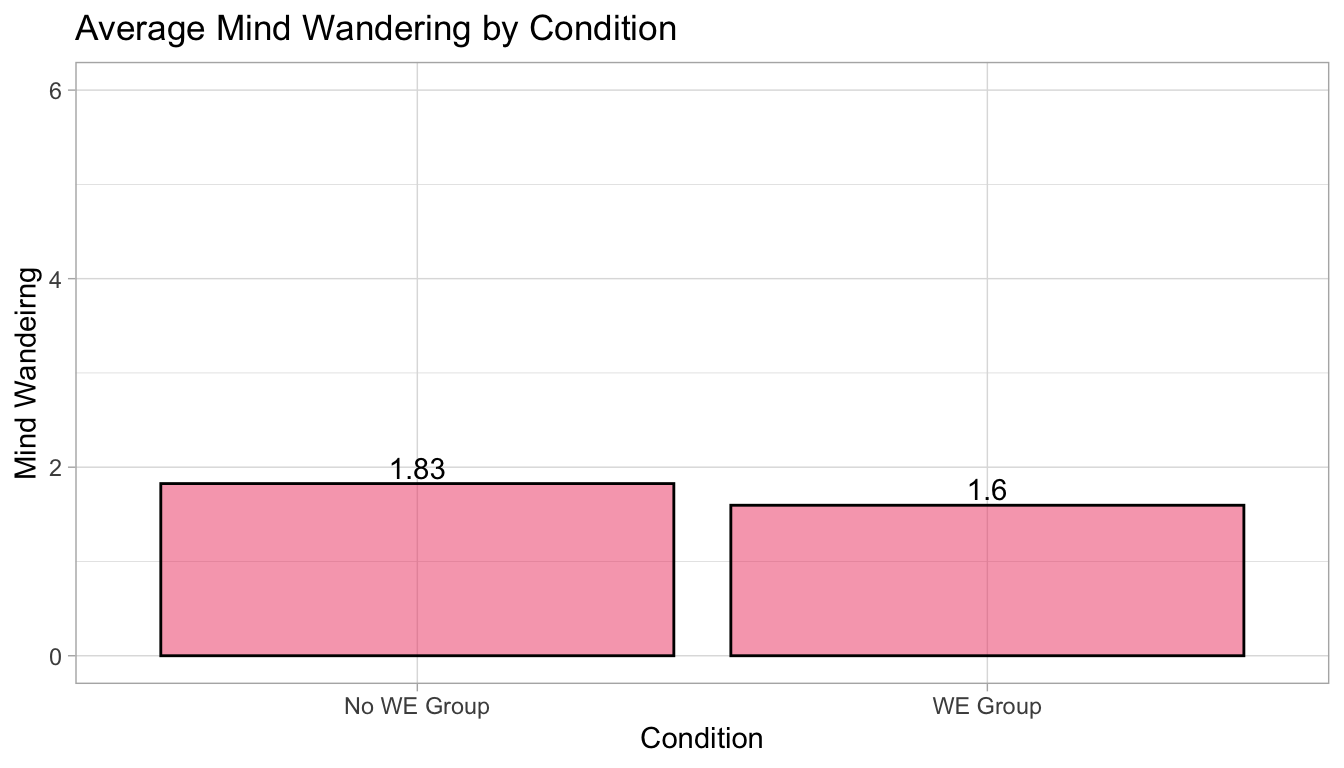 Average Mind Wandering by Condition
Mind Wandeirng
6
4
2
0
1.83
1.6
No WE Group
WE Group
Condition